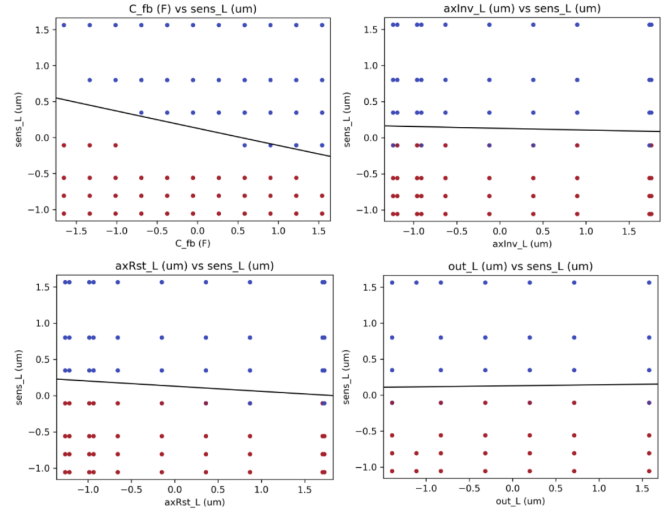 C_fb (F) vs sens_L (um)
sens_L (um)
1.5
1.0
0.5
0.0
−0.5
−1.0
−1.5 −1.0 −0.5 0.0 0.5 1.0 1.5
C_fb (F)
axInv_L (um) vs sens_L (um)
sens_L (um)
1.5
1.0
0.5
0.0
−0.5
−1.0
−1.0 −0.5 0.0 0.5 1.0 1.5
axInv_L (um)
axRst_L (um) vs sens_L (um)
sens_L (um)
1.5
1.0
0.5
0.0
−0.5
−1.0
−1.0 −0.5 0.0 0.5 1.0 1.5
axRst_L (um)
out_L (um) vs sens_L (um)
sens_L (um)
1.5
1.0
0.5
0.0
−0.5
−1.0
−1.0 −0.5 0.0 0.5 1.0 1.5
out_L (um)